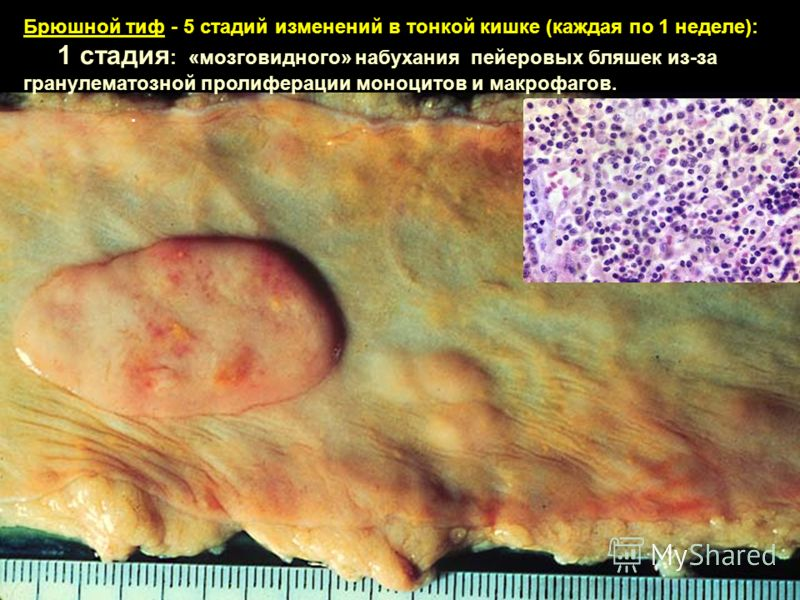 Брюшной тиф - 5 стадий изменений в тонкой кишке (каждая по 1 неделе):
1 стадия: «мозговидного» набухания пейеровых бляшек из-за
гранулематозной пролиферации моноцитов и макрофагов.
MyShared